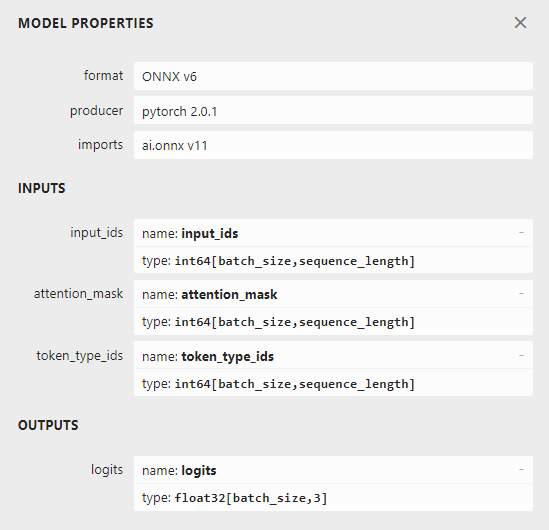 MODEL PROPERTIES
format ONNX v6
producer pytorch 2.0.1
imports ai.onnx v11
INPUTS
input_ids name: input_ids -
type: int64[batch_size,sequence_length]
attention_mask name: attention_mask -
type: int64[batch_size,sequence_length]
token_type_ids name: token_type_ids -
type: int64[batch_size,sequence_length]
OUTPUTS
logits name: logits -
type: float32[batch_size,3]